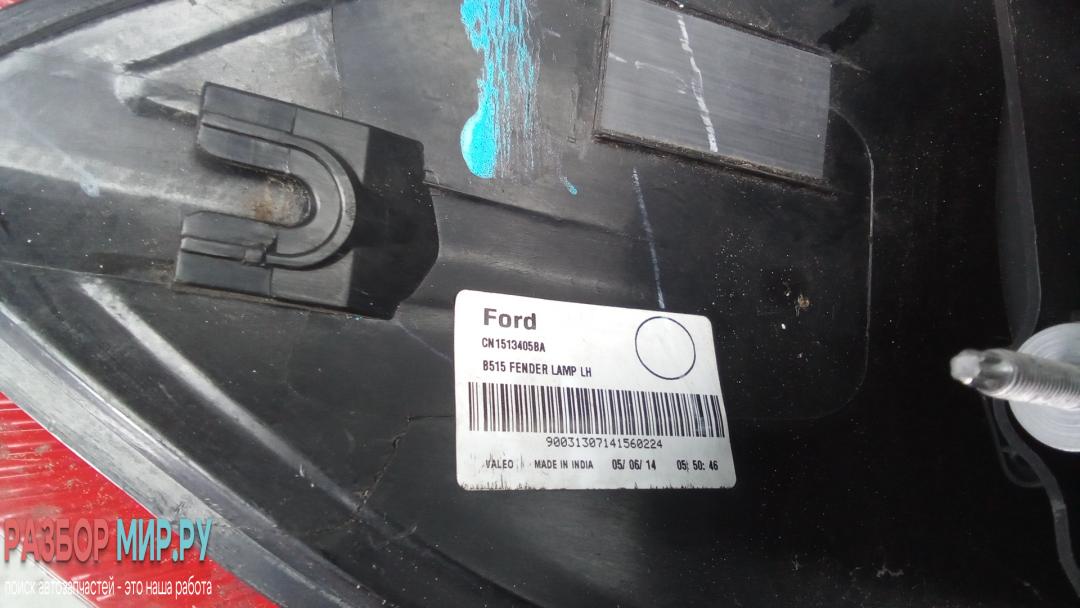 Ford
CN1513405BA
B515 FENDER LAMP LH
90031307141560224
VALEO MADE IN INDIA 05/06/14 05:50:46
РАЗБОР МИР.РУ
поиск автозапчастей - это наша работа